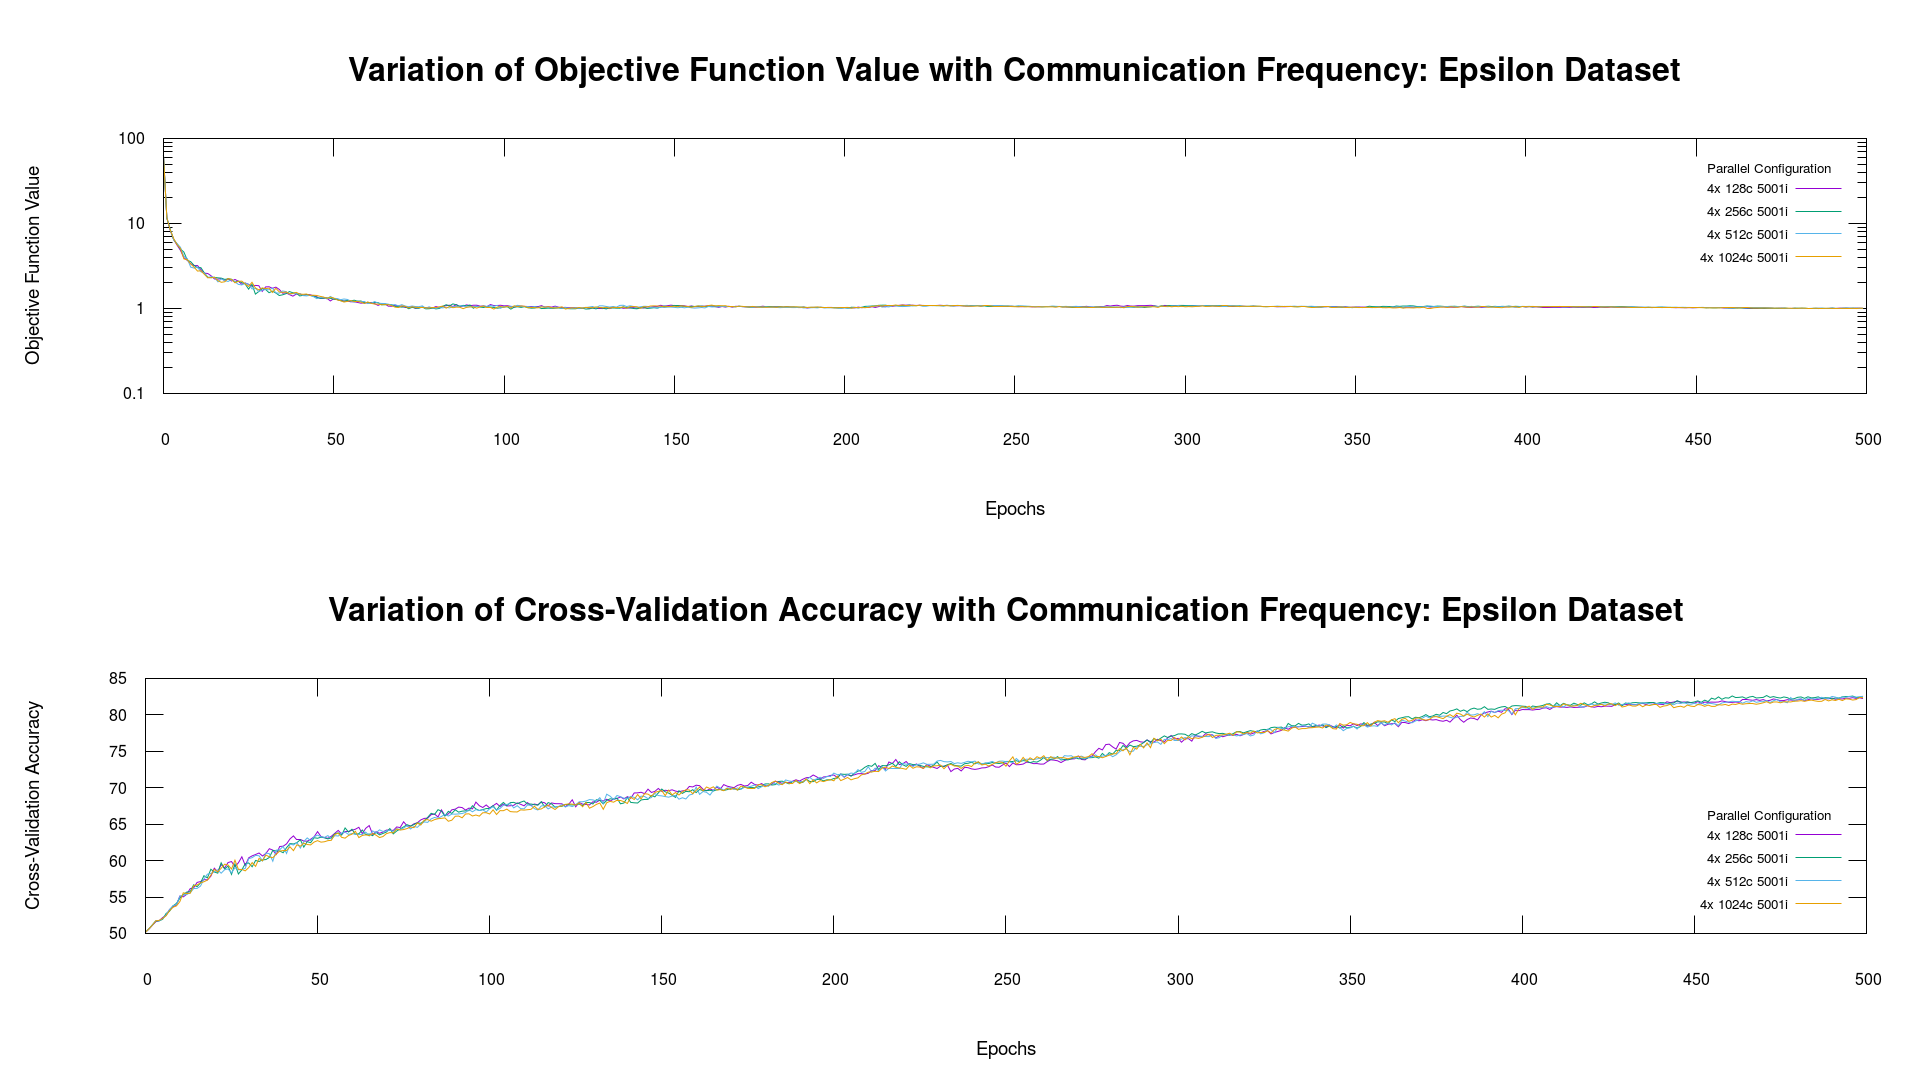 Variation of Objective Function Value with Communication Frequency: Epsilon Dataset
Objective Function Value
100
10
1
0.1
Parallel Configuration
4x 128c 5001i
4x 256c 5001i
4x 512c 5001i
4x 1024c 5001i
0 50 100 150 200 250 300 350 400 450 500
Epochs
Variation of Cross-Validation Accuracy with Communication Frequency: Epsilon Dataset
Cross-Validation Accuracy
85
80
75
70
65
60
55
50
Parallel Configuration
4x 128c 5001i
4x 256c 5001i
4x 512c 5001i
4x 1024c 5001i
0 50 100 150 200 250 300 350 400 450 500
Epochs